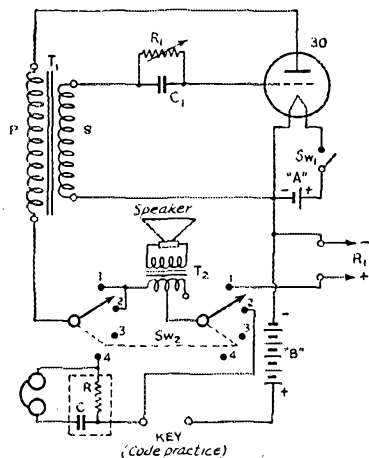 30
R1
T1
C1
P
S
Sw1
"A"
- +
Speaker
T2
- R1 +
1
2
3
4
Sw2
1
2
3
4
-
"B"
+
R
C
KEY
(Code practice)